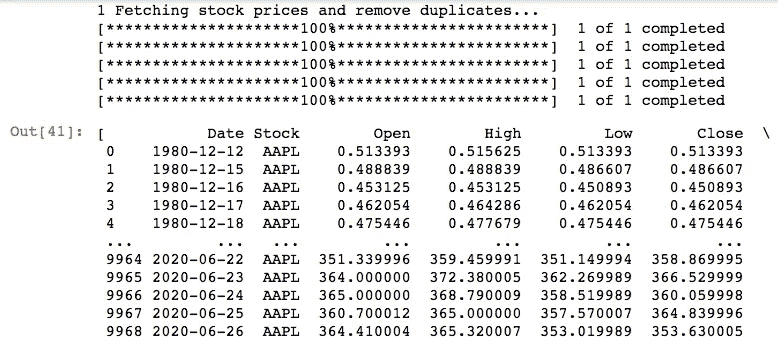 1 Fetching stock prices and remove duplicates...
[*********************100%***********************]  1 of 1 completed
[*********************100%***********************]  1 of 1 completed
[*********************100%***********************]  1 of 1 completed
[*********************100%***********************]  1 of 1 completed
[*********************100%***********************]  1 of 1 completed
Out[41]: [           Date Stock        Open        High         Low       Close  \
0     1980-12-12  AAPL    0.513393    0.515625    0.513393    0.513393
1     1980-12-15  AAPL    0.488839    0.488839    0.486607    0.486607
2     1980-12-16  AAPL    0.453125    0.453125    0.450893    0.450893
3     1980-12-17  AAPL    0.462054    0.464286    0.462054    0.462054
4     1980-12-18  AAPL    0.475446    0.477679    0.475446    0.475446
...          ...   ...         ...         ...         ...         ...
9964  2020-06-22  AAPL  351.339996  359.459991  351.149994  358.869995
9965  2020-06-23  AAPL  364.000000  372.380005  362.269989  366.529999
9966  2020-06-24  AAPL  365.000000  368.790009  358.519989  360.059998
9967  2020-06-25  AAPL  360.700012  365.000000  357.570007  364.839996
9968  2020-06-26  AAPL  364.410004  365.320007  353.019989  353.630005